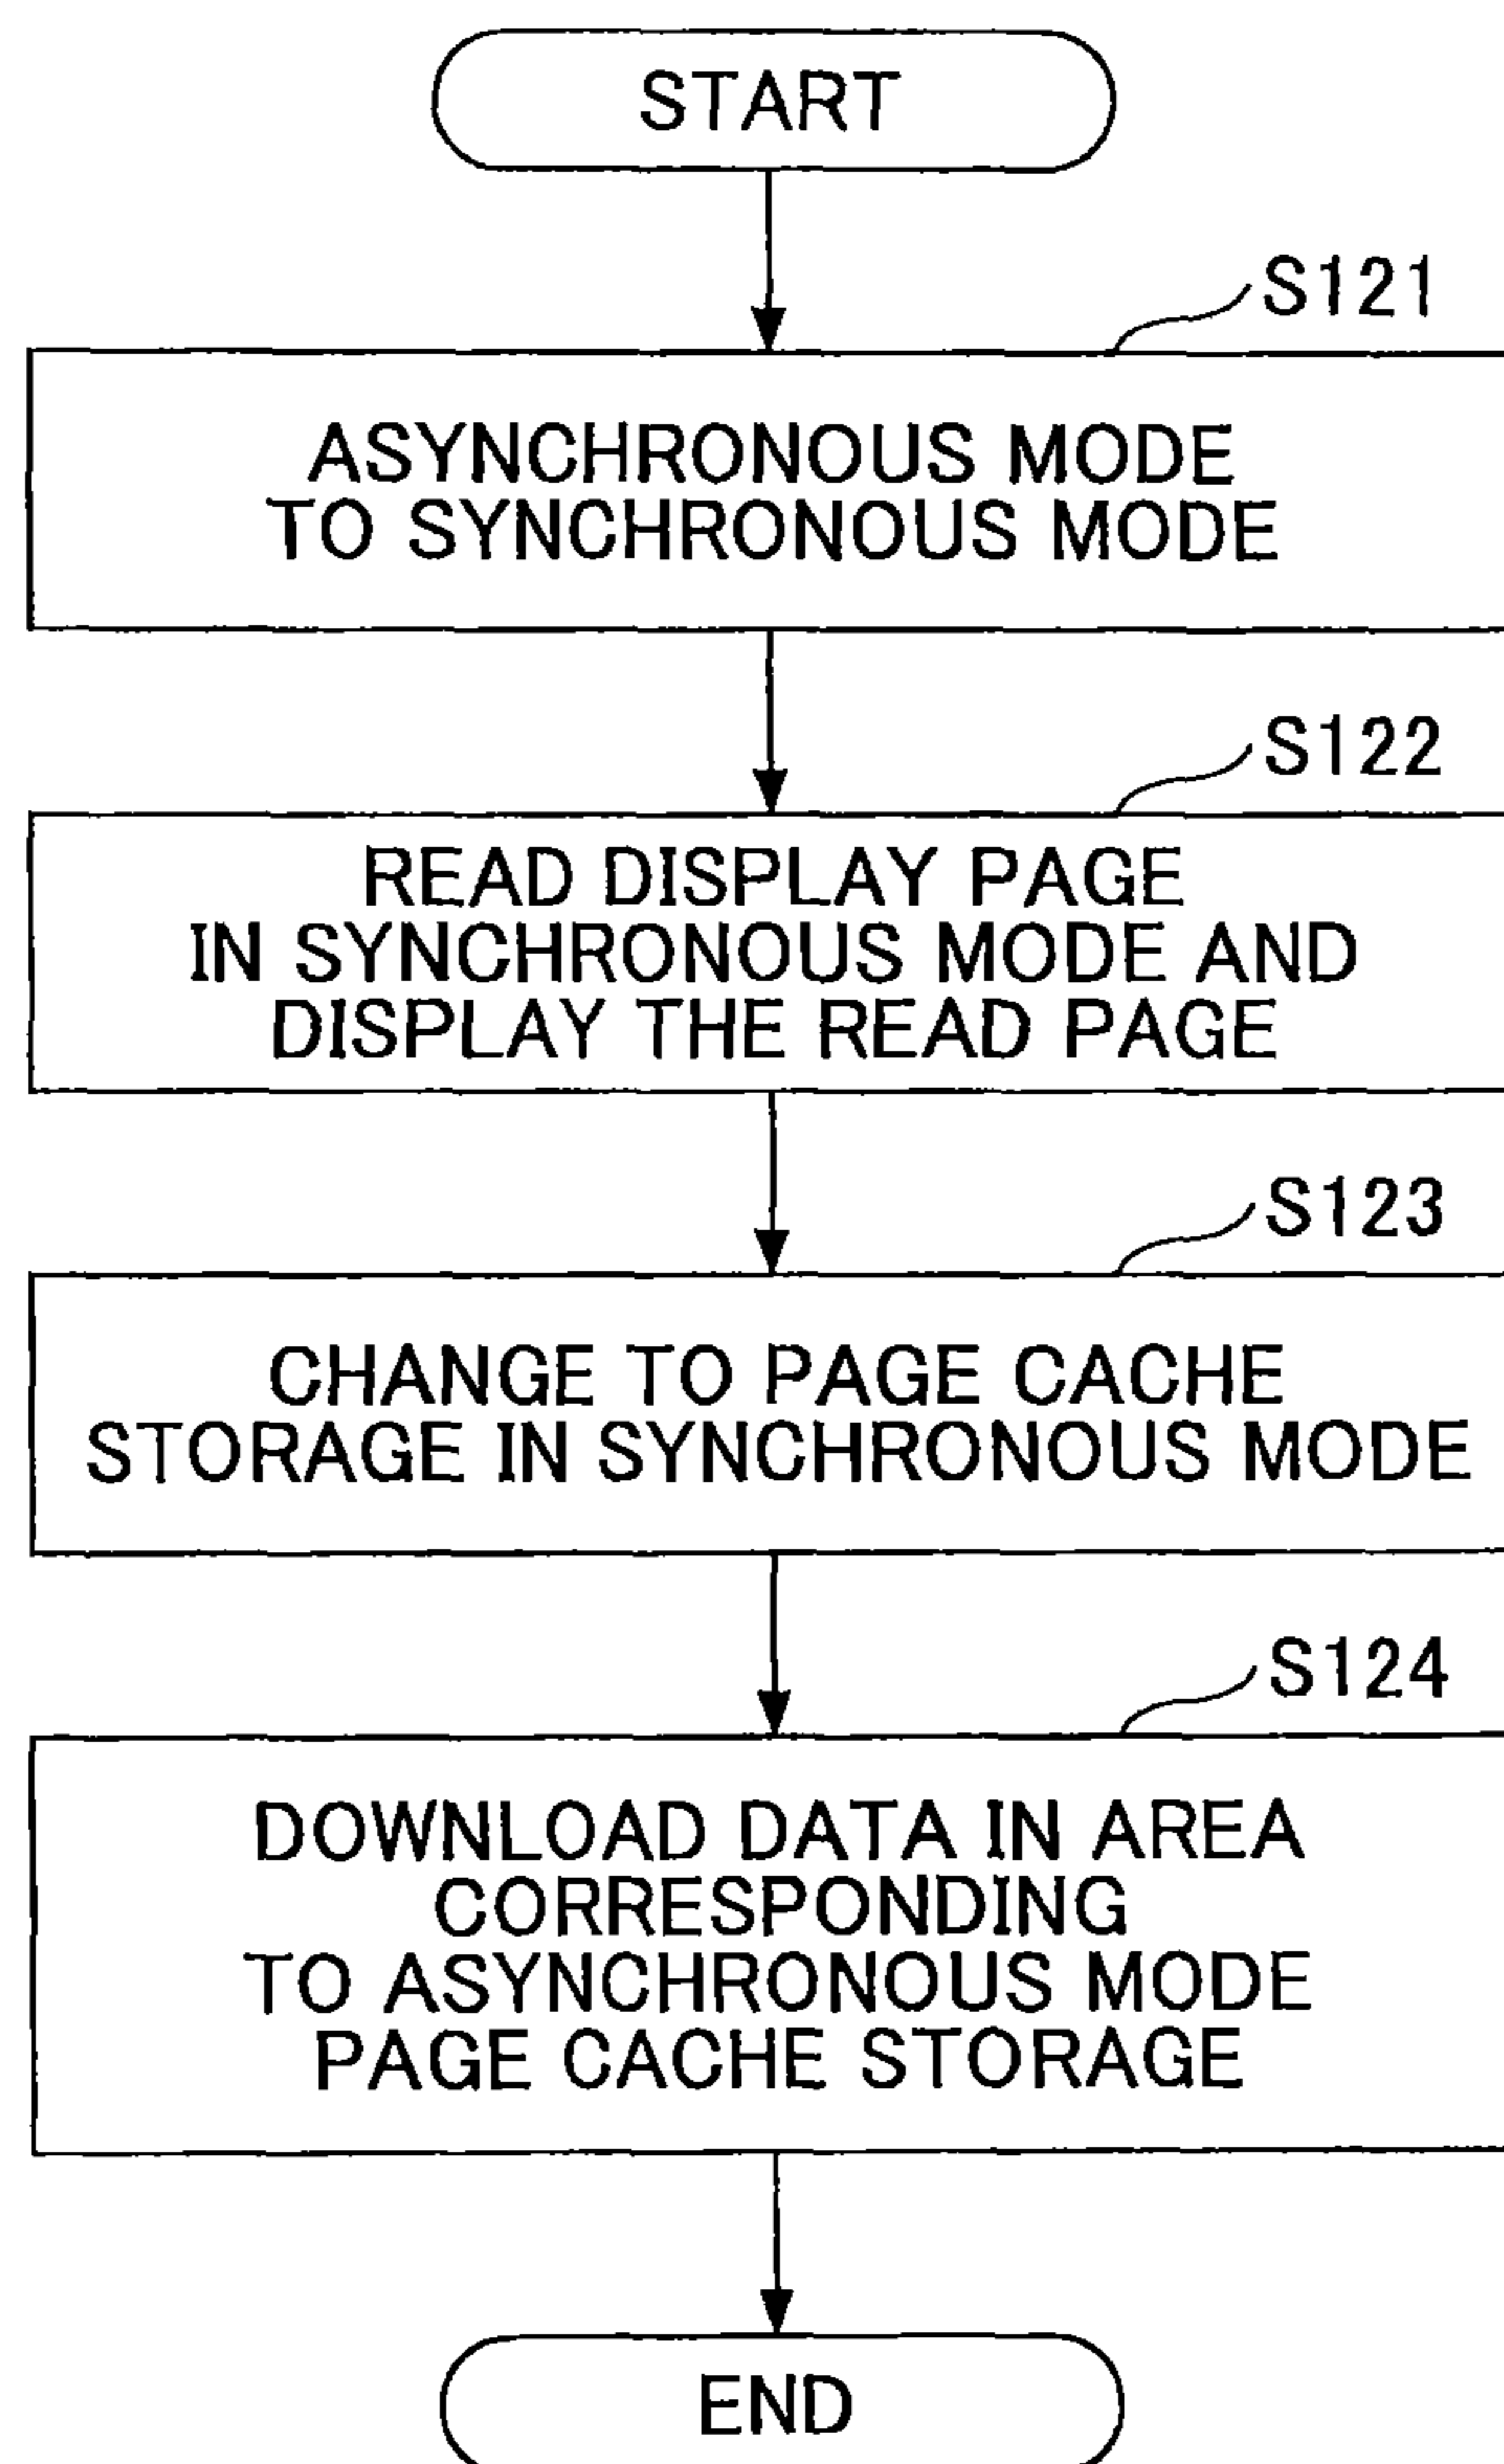 START
S121
ASYNCHRONOUS MODE
TO SYNCHRONOUS MODE
S122
READ DISPLAY PAGE
IN SYNCHRONOUS MODE AND
DISPLAY THE READ PAGE
S123
CHANGE TO PAGE CACHE
STORAGE IN SYNCHRONOUS MODE
S124
DOWNLOAD DATA IN AREA
CORRESPONDING
TO ASYNCHRONOUS MODE
PAGE CACHE STORAGE
END